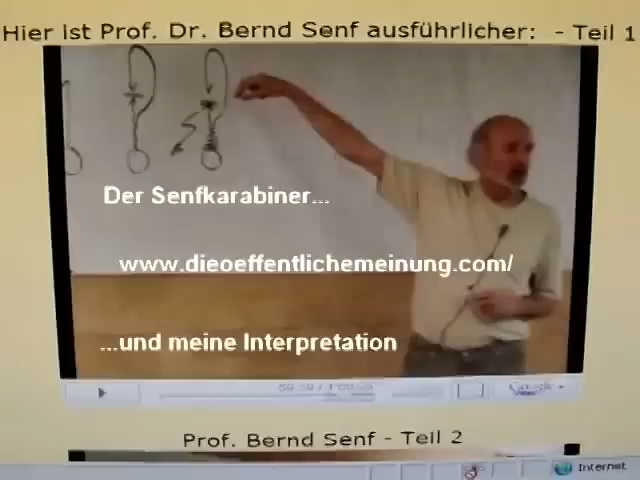 Hier ist Prof. Dr. Bernd Senf ausführlicher: - Teil 1
Der Senfkarabiner...
www.dieoeffentlichemeinung.com/
...und meine Interpretation
Prof. Bernd Senf - Teil 2
Internet